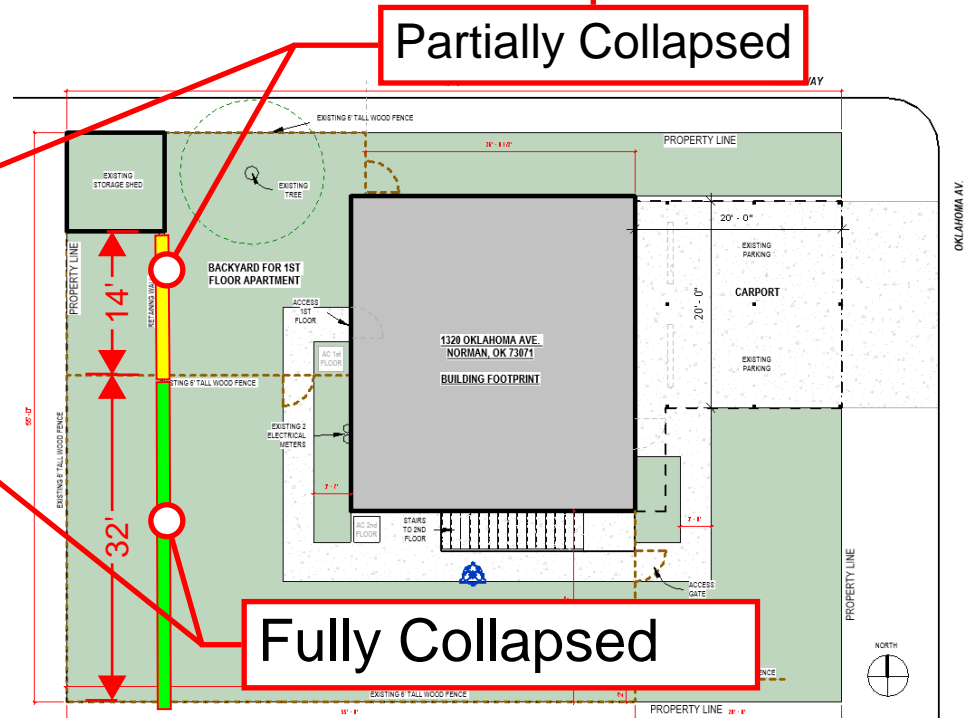 Partially Collapsed
EXISTING 6' TALL WOOD FENCE
PROPERTY LINE
OKLAHOMA AV.
EXISTING
STORAGE SHED
EXISTING
TREE
20' - 0"
PROPERTY LINE
14'
BACKYARD FOR 1ST
FLOOR APARTMENT
EXISTING
PARKING
CARPORT
20' - 0"
ACCESS
1ST
FLOOR
1320 OKLAHOMA AVE.
NORMAN, OK 73071
BUILDING FOOTPRINT
AC 1st
FLOOR
EXISTING
PARKING
STING 6' TALL WOOD FENCE
EXISTING 2
ELECTRICAL
METERS
EXISTING 6' TALL WOOD FENCE
32'
AC 2nd
FLOOR
STAIRS
TO 2ND
FLOOR
ACCESS
GATE
PROPERTY LINE
Fully Collapsed
NORTH
ENCE
EXISTING 6' TALL WOOD FENCE
PROPERTY LINE